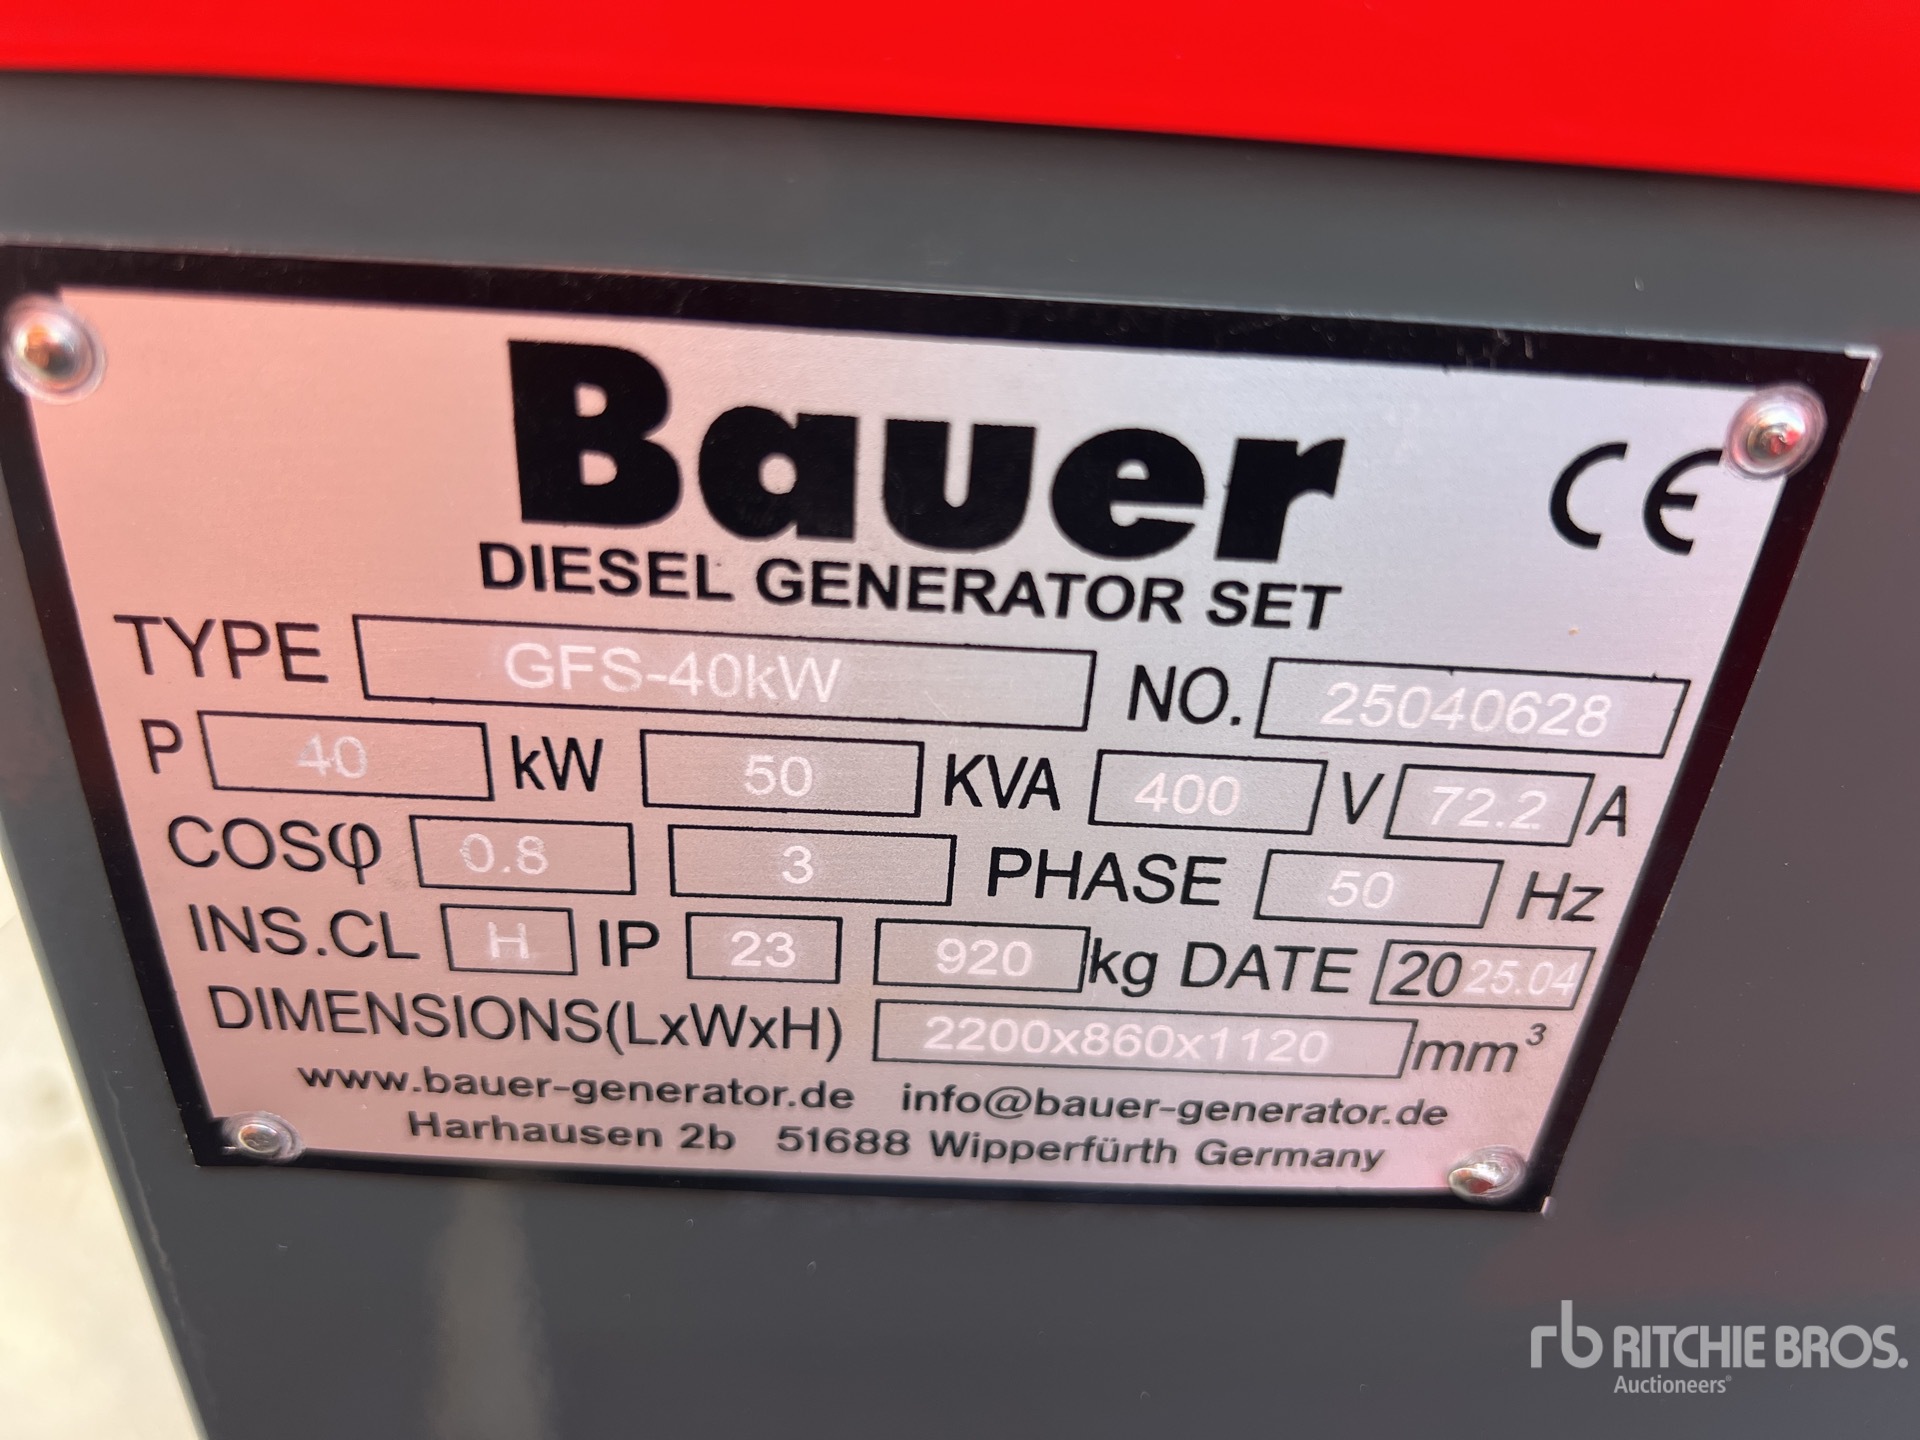 Bauer CE
DIESEL GENERATOR SET
TYPE GFS-40kW NO. 25040628
P 40 kW 50 KVA 400 V 72.2 A
COSφ 0.8 3 PHASE 50 Hz
INS.CL H IP 23 920 kg DATE 2025.04
DIMENSIONS(LxWxH) 2200x860x1120 mm³
www.bauer-generator.de info@bauer-generator.de
Harhausen 2b 51688 Wipperfürth Germany
rb RITCHIE BROS.
Auctioneers®